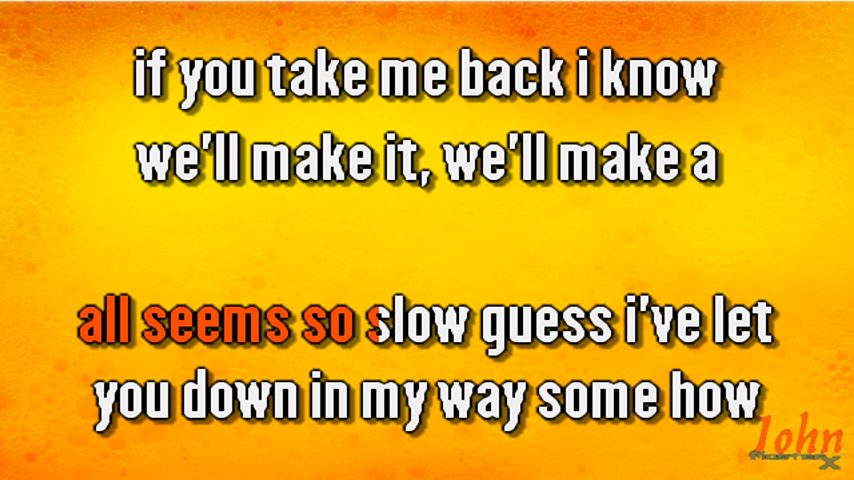 if you take me back i know
we'll make it, we'll make a
all seems so slow guess i've let
you down in my way some how
John